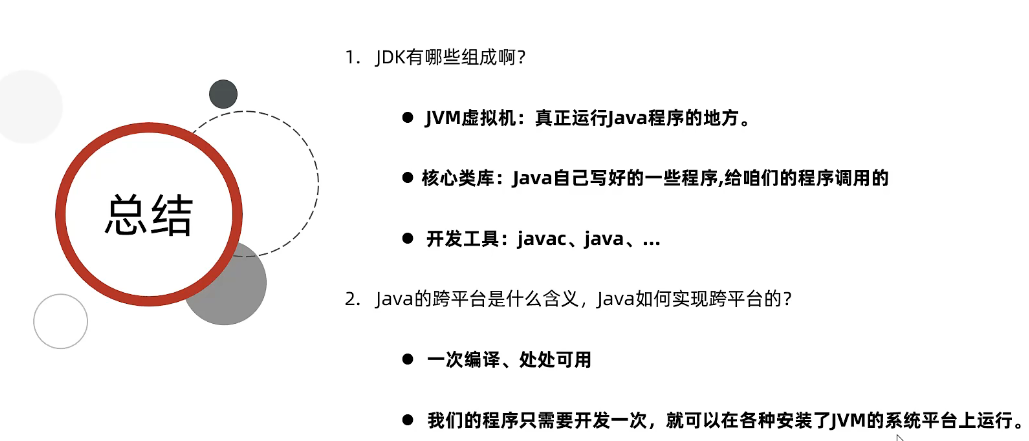 总结
1. JDK有哪些组成啊?
● JVM虚拟机：真正运行Java程序的地方。
● 核心类库：Java自己写好的一些程序,给咱们的程序调用的
● 开发工具：javac、java、...
2. Java的跨平台是什么含义，Java如何实现跨平台的?
● 一次编译、处处可用
● 我们的程序只需要开发一次，就可以在各种安装了JVM的系统平台上运行。